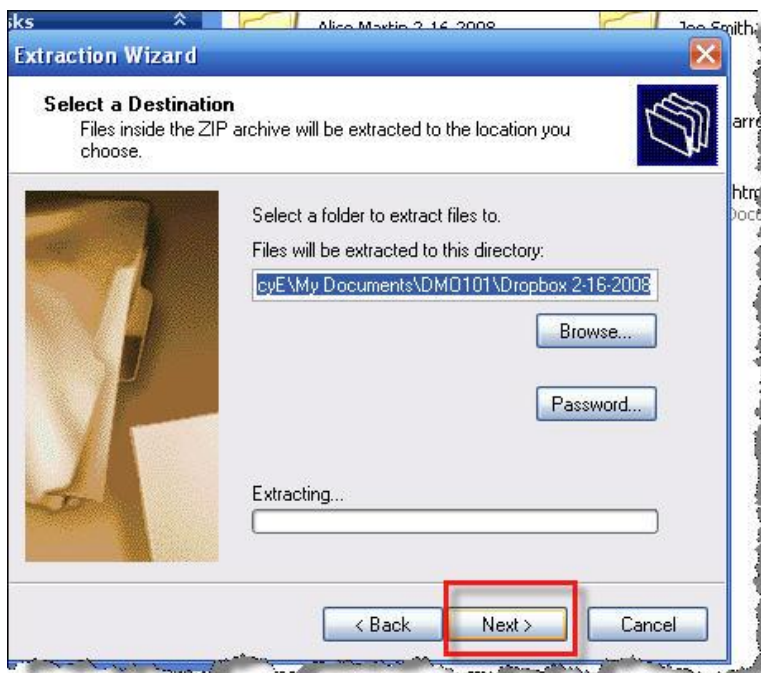 ks
Alice Martin 2-16-2008
Joe Smith
Extraction Wizard
Select a Destination
Files inside the ZIP archive will be extracted to the location you
choose.
Select a folder to extract files to.
Files will be extracted to this directory:
cyE\My Documents\DMO101\Dropbox 2-16-2008
Browse...
Password...
Extracting...
< Back
Next >
Cancel